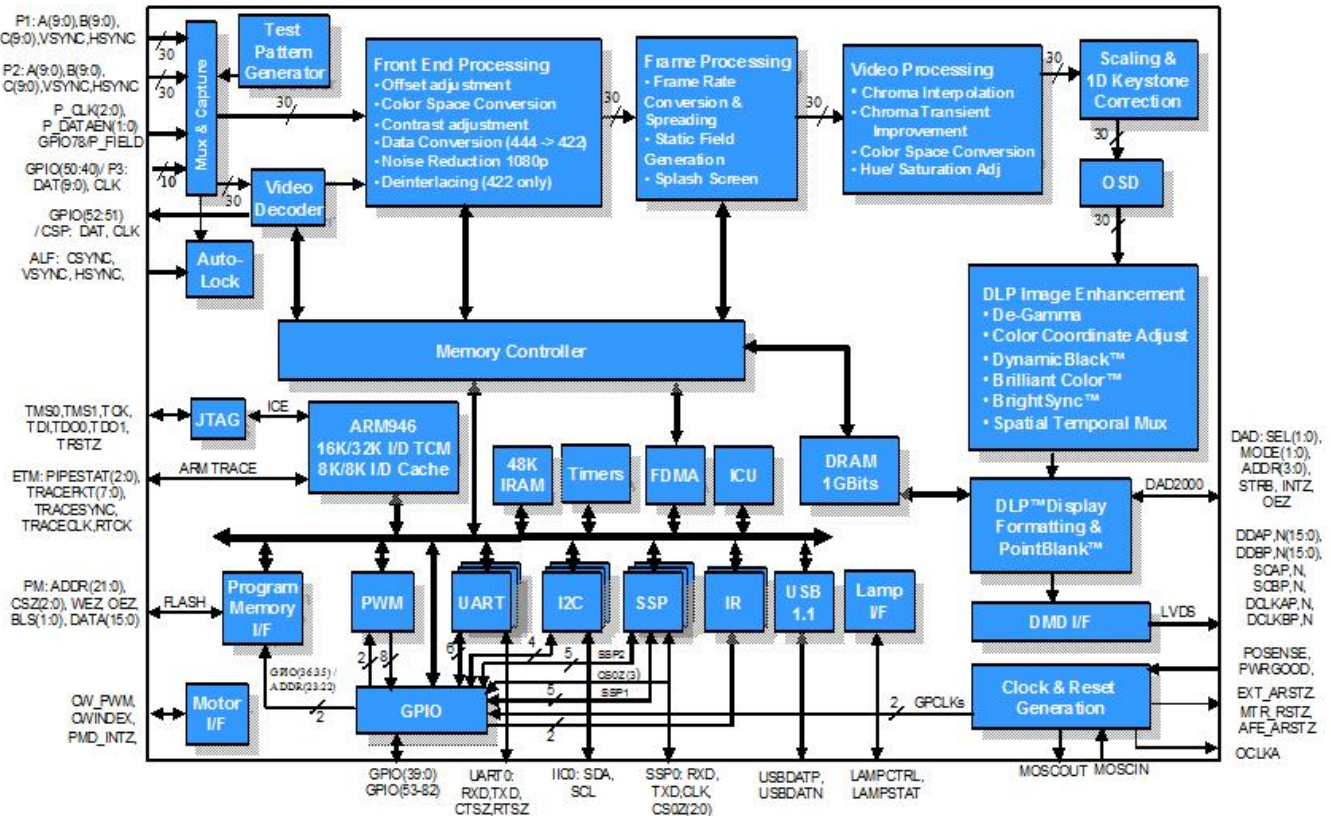 P1: A(9:0),B(9:0),
C(9:0),VSYNC,HSYNC
30
P2: A(9:0),B(9:0),
C(9:0),VSYNC,HSYNC
30
P_CLK(2:0),
P_DATAEN(1:0)
GPIO78/P_FIELD
GPIO(50:40)/ P3:
DAT(9:0), CLK
10
GPIO(52:51)
/ CSP: DAT, CLK
ALF: CSYNC,
VSYNC, HSYNC,
Mux & Capture
Test
Pattern
Generator
30
30
Video
Decoder
Auto-
Lock
Front End Processing
• Offset adjustment
• Color Space Conversion
• Contrast adjustment
• Data Conversion (444 -> 422)
• Noise Reduction 1080p
• Deinterlacing (422 only)
30
Frame Processing
• Frame Rate
Conversion &
Spreading
• Static Field
Generation
• Splash Screen
30
Video Processing
• Chroma Interpolation
• Chroma Transient
Improvement
• Color Space Conversion
• Hue/ Saturation Adj
30
Scaling &
1D Keystone
Correction
30
OSD
30
DLP Image Enhancement
• De-Gamma
• Color Coordinate Adjust
• DynamicBlack™
• Brilliant Color™
• BrightSync™
• Spatial Temporal Mux
Memory Controller
TMS0,TMS1,TCK,
TDI,TDO0,TDO1,
TRSTZ
JTAG
ICE
ARM946
16K/32K I/D TCM
8K/8K I/D Cache
ETM: PIPESTAT(2:0),
TRACEPKT(7:0),
TRACESYNC,
TRACECLK,RTCK
ARM TRACE
48K
IRAM
Timers
FDMA
ICU
DRAM
1GBits
DLP™Display
Formatting &
PointBlank™
DAD2000
DAD: SEL(1:0),
MODE(1:0),
ADDR(3:0),
STRB, INTZ,
OEZ
DDAP,N(15:0),
DDBP,N(15:0),
SCAP,N,
SCBP,N,
DCLKAP,N,
DCLKBP,N
DMD I/F
LVDS
PM: ADDR(21:0),
CSZ(2:0), WEZ, OEZ,
BLS(1:0), DATA(15:0)
FLASH
Program
Memory
I/F
PWM
UART
I2C
SSP
IR
USB
1.1
Lamp
I/F
2
8
6
4
5
SSP2
CS0Z(3)
5
SSP1
2
GPIO(36:35) /
ADDR(23:22)
2
GPIO
2
GPCLKs
Clock & Reset
Generation
POSENSE,
PWRGOOD,
EXT_ARSTZ,
MTR_RSTZ,
AFE_ARSTZ
OCLKA
CW_PWM,
CWINDEX,
PMD_INTZ,
Motor
I/F
GPIO(39:0)
GPIO(53-82)
UART0:
RXD,TXD,
CTSZ,RTSZ
IIC0: SDA,
SCL
SSP0: RXD,
TXD,CLK,
CS0Z(2:0)
USBDATP,
USBDATN
LAMPCTRL,
LAMPSTAT
MOSCOUT
MOSCIN